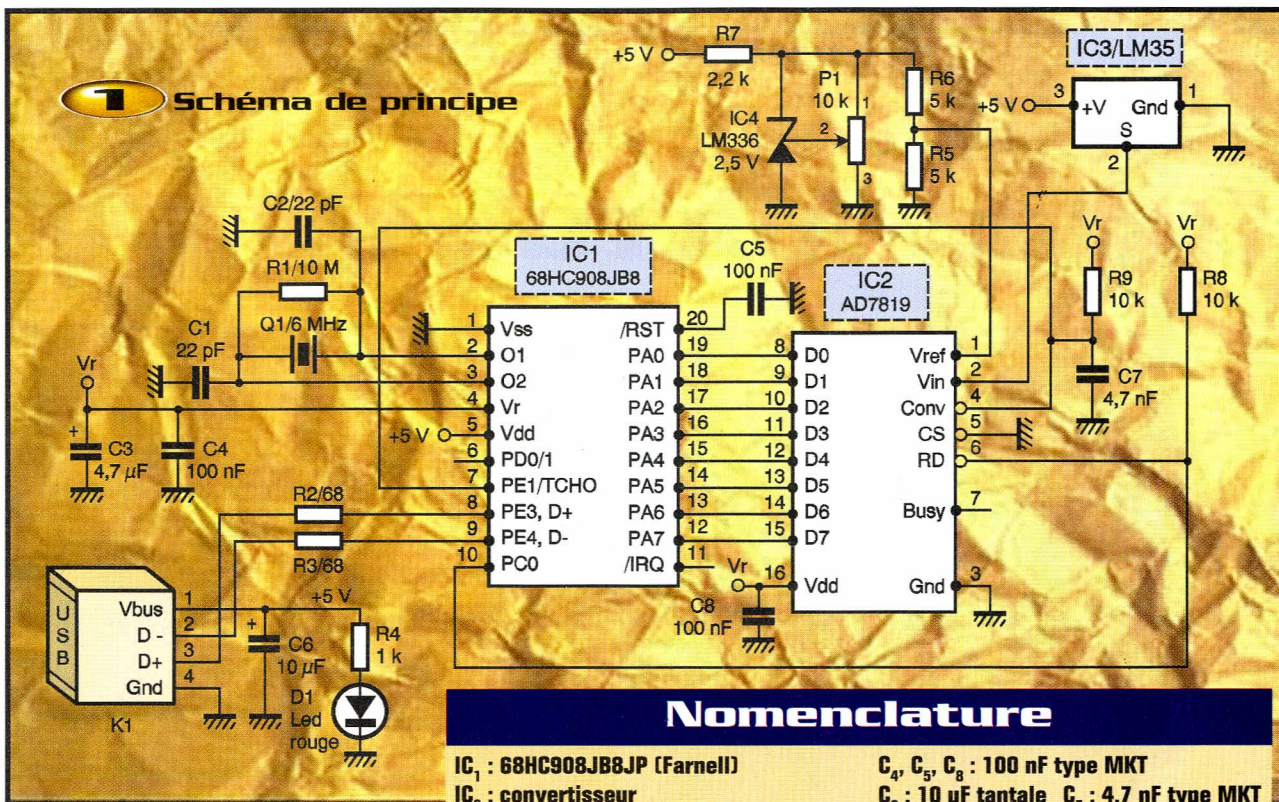 1 Schéma de principe
+5 V
R7
2,2 k
IC4
LM336
2,5 V
P1
10 k
1
2
3
R6
5 k
R5
5 k
IC3/LM35
+5 V
3
+V
Gnd
1
S
2
C2/22 pF
R1/10 M
Q1/6 MHz
C1
22 pF
Vr
C3
+
4,7 µF
C4
100 nF
IC1
68HC908JB8
1 Vss
2 O1
3 O2
4 Vr
+5 V
5 Vdd
6 PD0/1
7 PE1/TCHO
8 PE3, D+
9 PE4, D-
10 PC0
/RST 20
PA0 19
PA1 18
PA2 17
PA3 16
PA4 15
PA5 14
PA6 13
PA7 12
/IRQ 11
C5
100 nF
IC2
AD7819
8 D0
9 D1
10 D2
11 D3
12 D4
13 D5
14 D6
15 D7
Vr
16 Vdd
C8
100 nF
Vref 1
Vin 2
Conv 4
CS 5
RD 6
Busy 7
Gnd 3
Vr
R9
10 k
Vr
R8
10 k
C7
4,7 nF
R2/68
R3/68
USB
Vbus 1
D - 2
D+ 3
Gnd 4
K1
+5 V
+
C6
10 µF
R4
1 k
D1
Led
rouge
Nomenclature
IC1 : 68HC908JB8JP (Farnell)
C4, C5, C8 : 100 nF type MKT
: convertisseur
: 10 µF tantale
: 4,7 nF type MKT